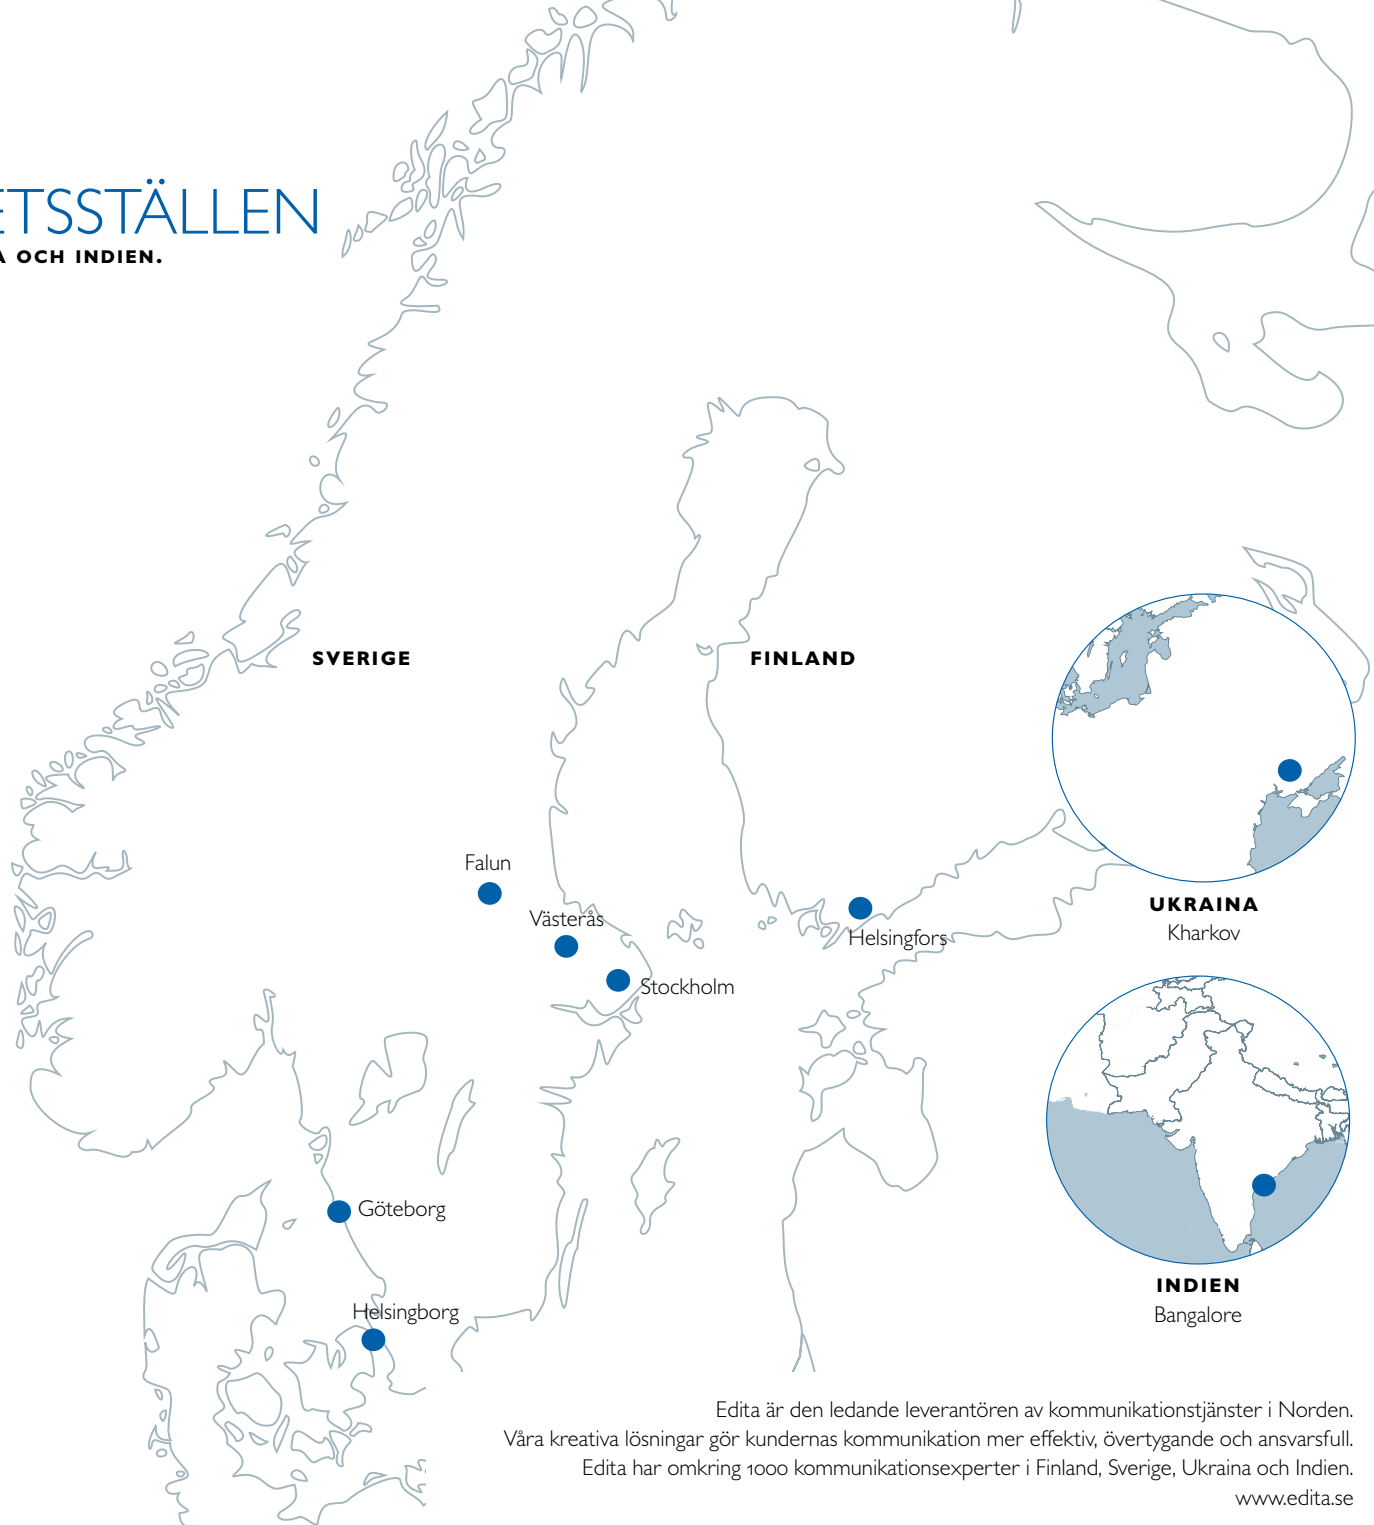 ETSSTÄLLEN
A OCH INDIEN.
SVERIGE
FINLAND
Falun
Västerås
Stockholm
Helsingfors
UKRAINA
Kharkov
Göteborg
Helsingborg
INDIEN
Bangalore
Edita är den ledande leverantören av kommunikationstjänster i Norden.
Våra kreativa lösningar gör kundernas kommunikation mer effektiv, övertygande och ansvarsfull.
Edita har omkring 1000 kommunikationsexperter i Finland, Sverige, Ukraina och Indien.
www.edita.se